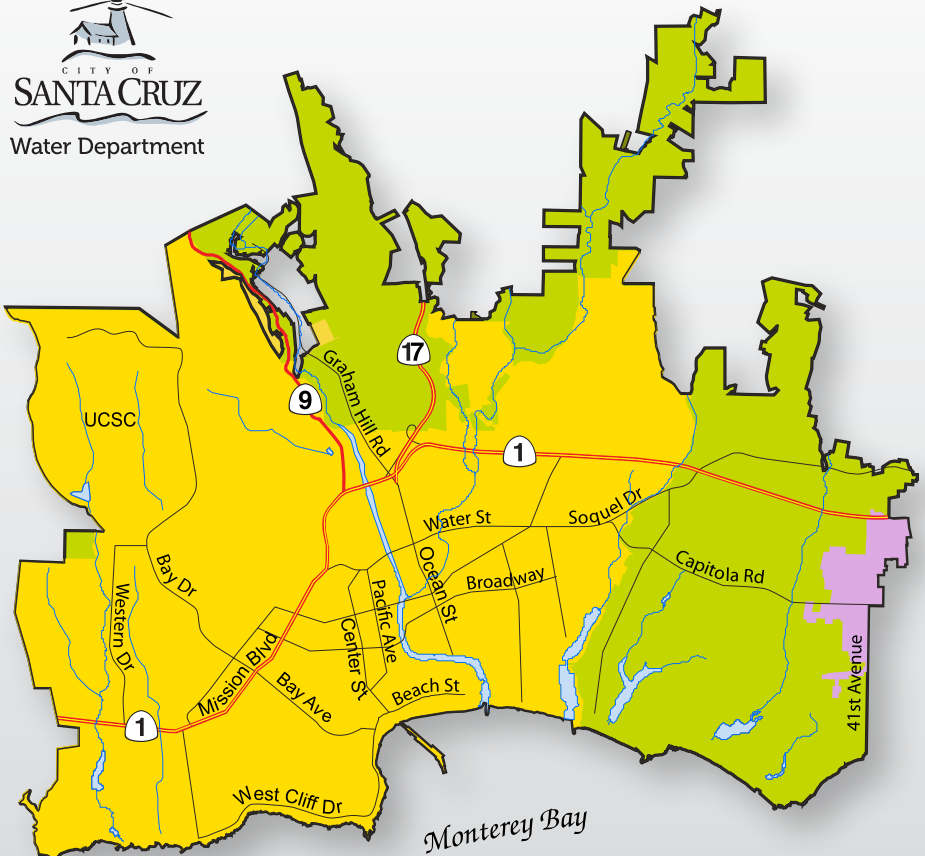 CITY OF
SANTA CRUZ
Water Department
17
Graham Hill Rd
9
UCSC
1
Water St
Soquel Dr
Bay Dr
Western Dr
Ocean St
Broadway
Capitola Rd
Pacific Ave
Center St
Mission Blvd
Bay Ave
Beach St
41st Avenue
1
West Cliff Dr
Monterey Bay